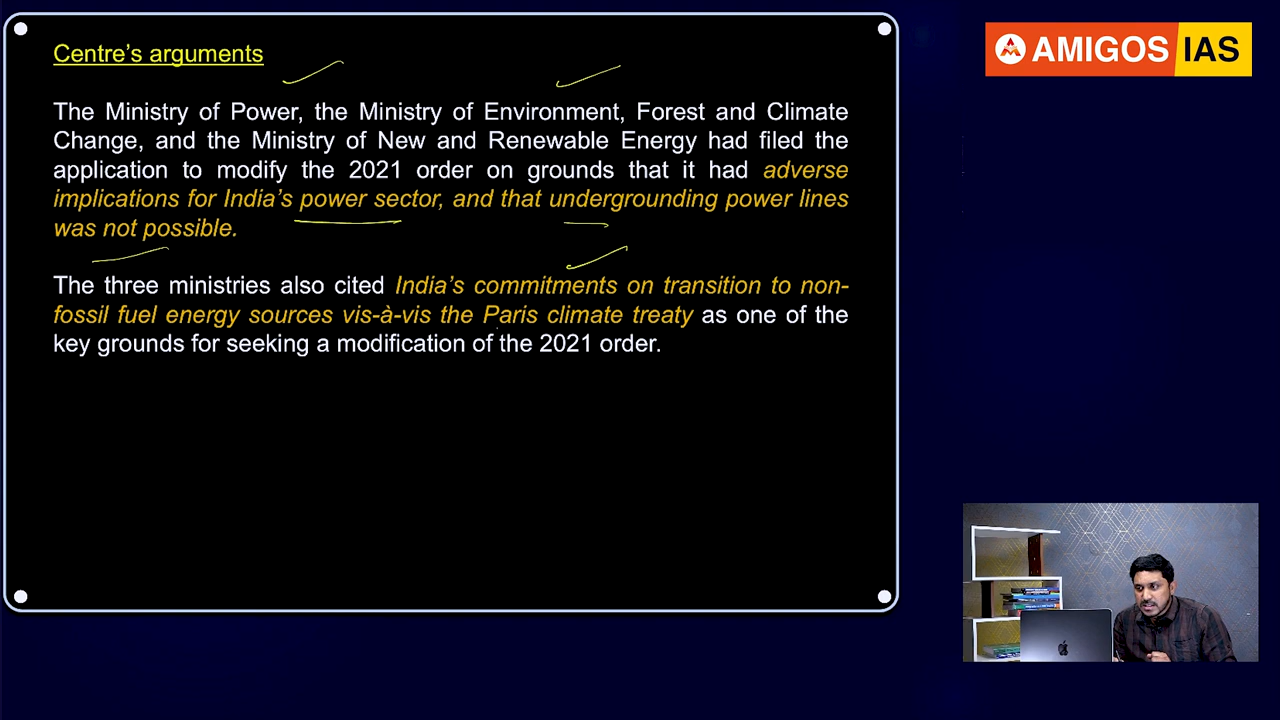 Centre's arguments
AMIGOS IAS
The Ministry of Power, the Ministry of Environment, Forest and Climate
Change, and the Ministry of New and Renewable Energy had filed the
application to modify the 2021 order on grounds that it had adverse
implications for India's power sector, and that undergrounding power lines
was not possible.
The three ministries also cited India's commitments on transition to non-
fossil fuel energy sources vis-à-vis the Paris climate treaty as one of the
key grounds for seeking a modification of the 2021 order.